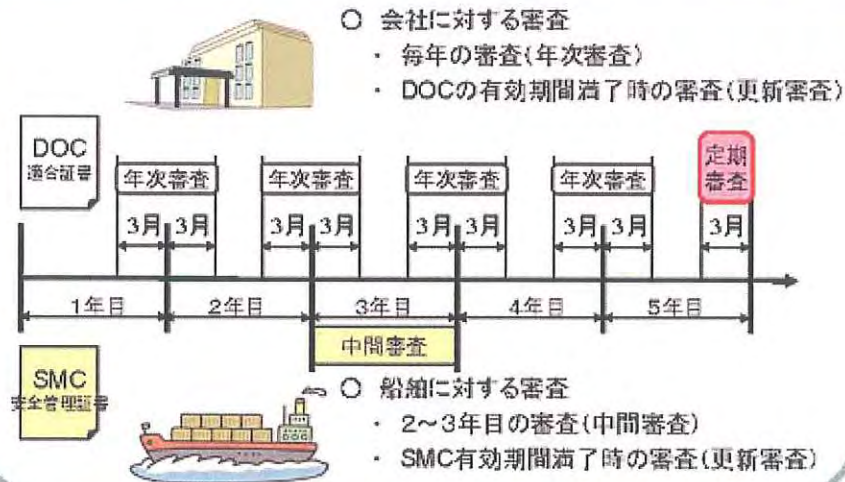 ○ 会社に対する審査
・ 毎年の審査(年次審査)
・ DOCの有効期間満了時の審査(更新審査)
DOC
適合証書
年次審査 年次審査 年次審査 年次審査
定期
審査
3月 3月 3月 3月 3月 3月 3月 3月 3月
1年目 2年目 3年目 4年目 5年目
中間審査
SMC
安全管理証書
○ 船舶に対する審査
・ 2～3年目の審査(中間審査)
・ SMC有効期間満了時の審査(更新審査)